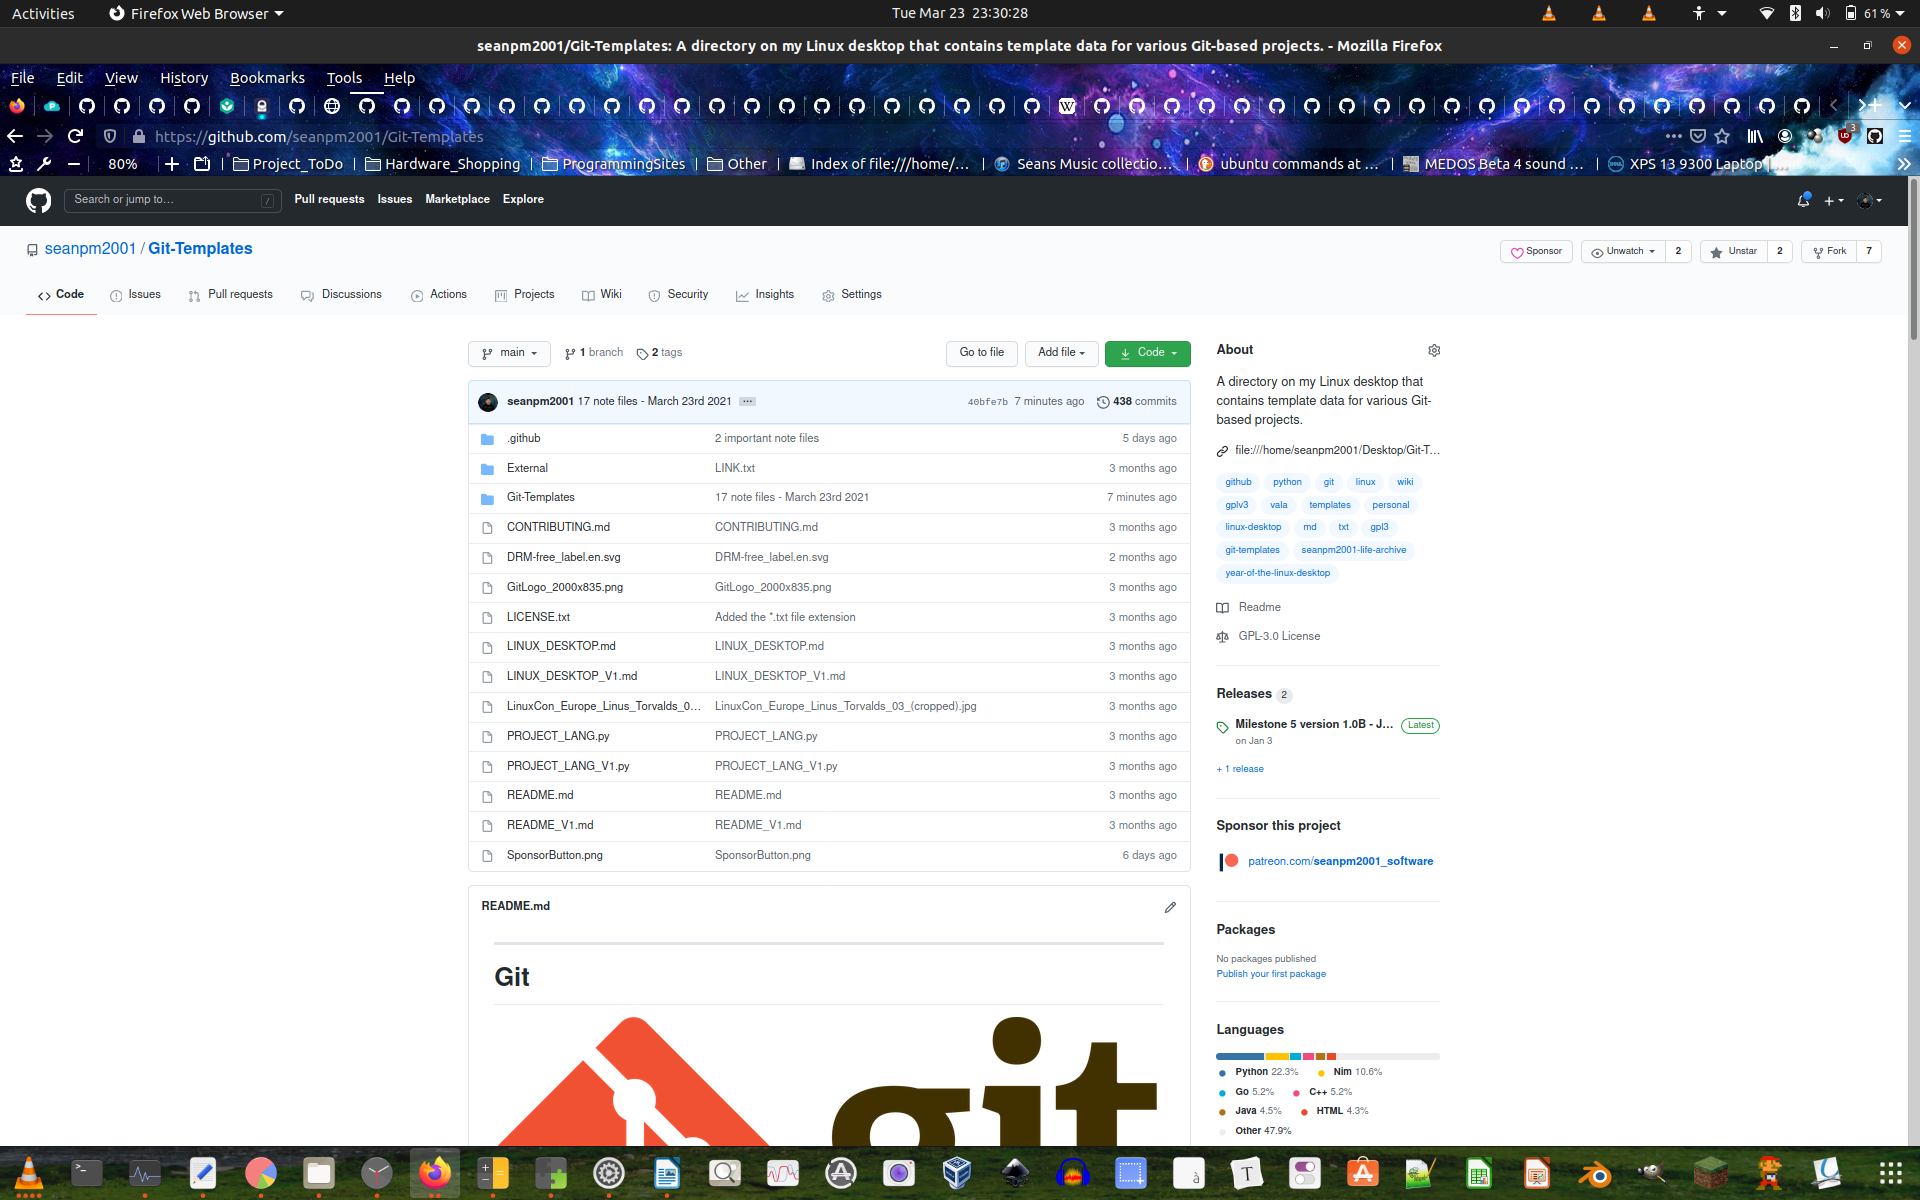 Activities
Firefox Web Browser
Tue Mar 23 23:30:28
61 %
seanpm2001/Git-Templates: A directory on my Linux desktop that contains template data for various Git-based projects. - Mozilla Firefox
File Edit View History Bookmarks Tools Help
https://github.com/seanpm2001/Git-Templates
80%
Project_ToDo
Hardware_Shopping
ProgrammingSites
Other
Index of file:///home/...
Seans Music collectio...
ubuntu commands at ...
MEDOS Beta 4 sound ...
XPS 13 9300 Laptop
Search or jump to...
/
Pull requests Issues Marketplace Explore
seanpm2001 / Git-Templates
Sponsor
Unwatch 2
Unstar 2
Fork 7
Code Issues Pull requests Discussions Actions Projects Wiki Security Insights Settings
main
1 branch
2 tags
Go to file
Add file
Code
seanpm2001 17 note files - March 23rd 2021 ...
40bfe7b 7 minutes ago
438 commits
.github 2 important note files 5 days ago
External LINK.txt 3 months ago
Git-Templates 17 note files - March 23rd 2021 7 minutes ago
CONTRIBUTING.md CONTRIBUTING.md 3 months ago
DRM-free_label.en.svg DRM-free_label.en.svg 2 months ago
GitLogo_2000x835.png GitLogo_2000x835.png 3 months ago
LICENSE.txt Added the *.txt file extension 3 months ago
LINUX_DESKTOP.md LINUX_DESKTOP.md 3 months ago
LINUX_DESKTOP_V1.md LINUX_DESKTOP_V1.md 3 months ago
LinuxCon_Europe_Linus_Torvalds_0... LinuxCon_Europe_Linus_Torvalds_03_(cropped).jpg 3 months ago
PROJECT_LANG.py PROJECT_LANG.py 3 months ago
PROJECT_LANG_V1.py PROJECT_LANG_V1.py 3 months ago
README.md README.md 3 months ago
README_V1.md README_V1.md 3 months ago
SponsorButton.png SponsorButton.png 6 days ago
README.md
Git
git
About
A directory on my Linux desktop that
contains template data for various Git-
based projects.
file:///home/seanpm2001/Desktop/Git-T...
github python git linux wiki
gplv3 vala templates personal
linux-desktop md txt gpl3
git-templates seanpm2001-life-archive
year-of-the-linux-desktop
Readme
GPL-3.0 License
Releases 2
Milestone 5 version 1.0B - J... Latest
on Jan 3
+ 1 release
Sponsor this project
patreon.com/seanpm2001_software
Packages
No packages published
Publish your first package
Languages
Python 22.3% Nim 10.6%
Go 5.2% C++ 5.2%
Java 4.5% HTML 4.3%
Other 47.9%